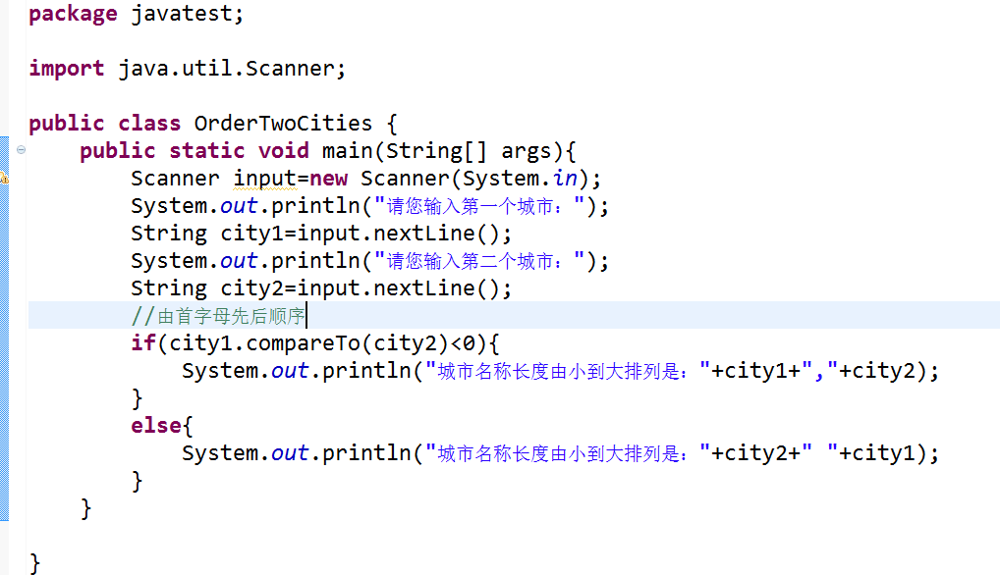 package javatest;
import java.util.Scanner;
public class OrderTwoCities {
public static void main(String[] args){
Scanner input=new Scanner(System.in);
System.out.println("请您输入第一个城市：");
String city1=input.nextLine();
System.out.println("请您输入第二个城市：");
String city2=input.nextLine();
//由首字母先后顺序
if(city1.compareTo(city2)<0){
System.out.println("城市名称长度由小到大排列是："+city1+","+city2);
}
else{
System.out.println("城市名称长度由小到大排列是："+city2+" "+city1);
}
}
}